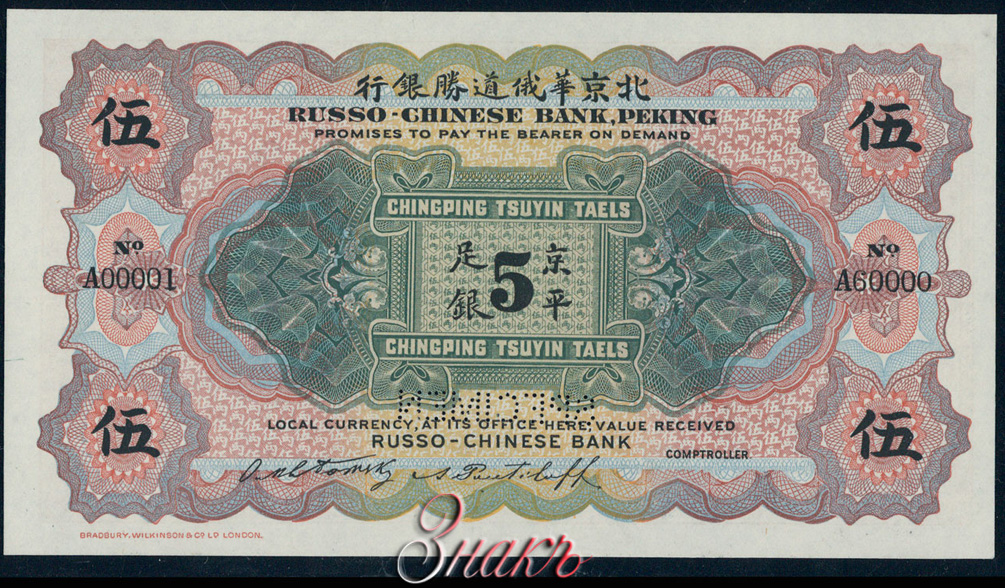 行銀勝道俄華京北
RUSSO-CHINESE BANK, PEKING
PROMISES TO PAY THE BEARER ON DEMAND
伍
伍
CHINGPING TSUYIN TAELS
No
A00001
足銀
5
京平
No
A60000
CHINGPING TSUYIN TAELS
SPECIMEN
伍
伍
LOCAL CURRENCY, AT ITS OFFICE HERE, VALUE RECEIVED
RUSSO-CHINESE BANK
COMPTROLLER
BRADBURY, WILKINSON & Co LD LONDON.
Знакъ